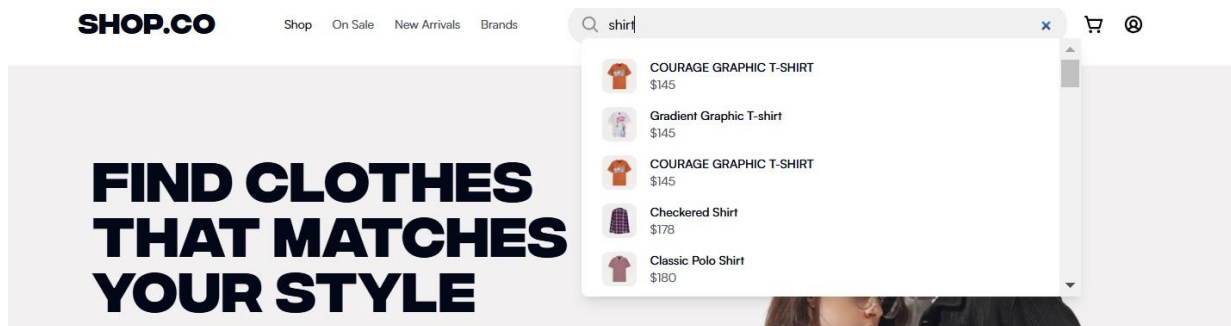 SHOP.CO
Shop On Sale New Arrivals Brands
shirt
COURAGE GRAPHIC T-SHIRT
$145
Gradient Graphic T-shirt
$145
COURAGE GRAPHIC T-SHIRT
$145
Checkered Shirt
$178
Classic Polo Shirt
$180
FIND CLOTHES
THAT MATCHES
YOUR STYLE